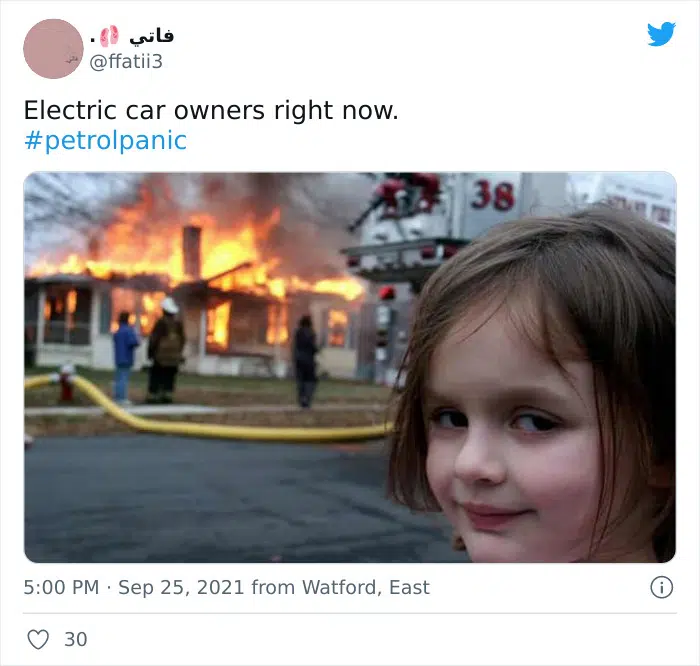 فاتي 🫁 .
@ffatii3
Electric car owners right now.
#petrolpanic
38
5:00 PM · Sep 25, 2021 from Watford, East
30